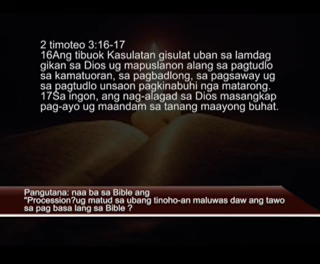 2 timoteo 3:16-17
16Ang tibuok Kasulatan gisulat uban sa lamdag
gikan sa Dios ug mapuslanon alang sa pagtudlo
sa kamatuoran, sa pagbadlong, sa pagsaway ug
sa pagtudlo unsaon pagkinabuhi nga matarong.
17Sa ingon, ang nag-alagad sa Dios masangkap
pag-ayo ug maandam sa tanang maayong buhat.
Pangutana: naa ba sa Bible ang
"Procession?ug matud sa ubang tinoho-an maluwas daw ang tawo
sa pag basa lang sa Bible ?